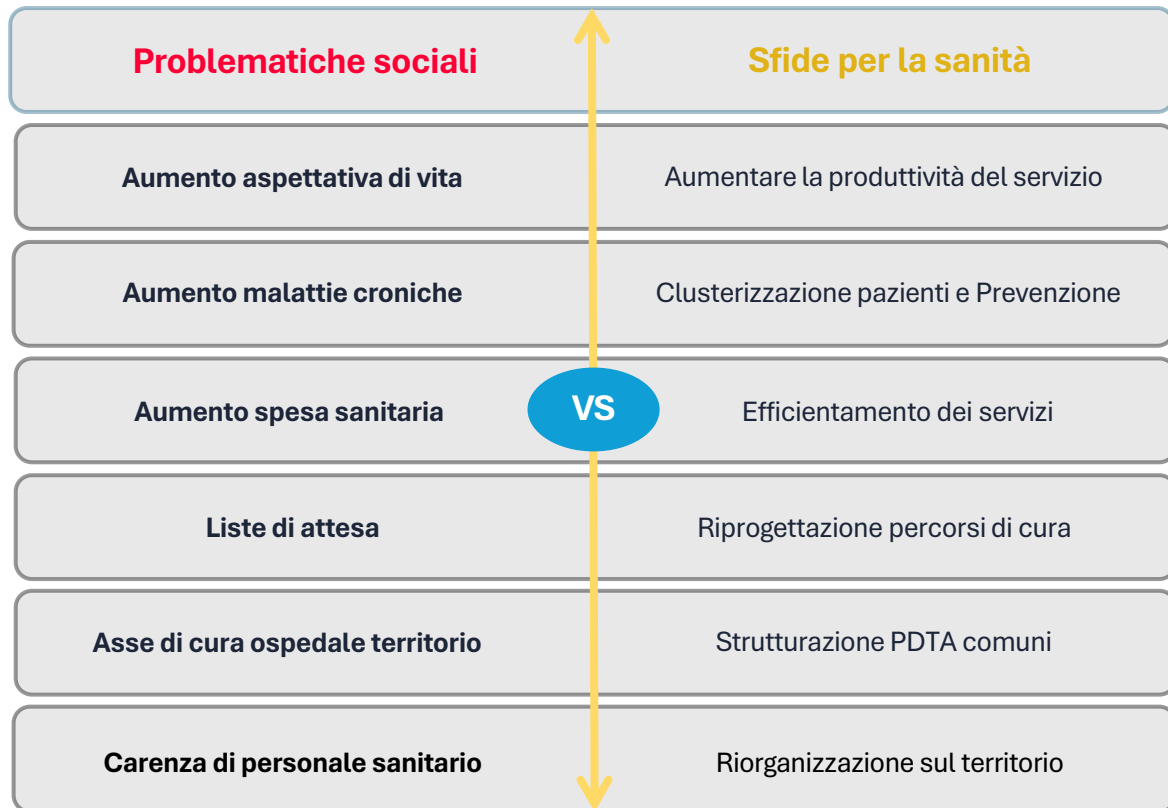 Problematiche sociali
Sfide per la sanità
Aumento aspettativa di vita
Aumentare la produttività del servizio
Aumento malattie croniche
Clusterizzazione pazienti e Prevenzione
Aumento spesa sanitaria
VS
Efficientamento dei servizi
Liste di attesa
Riprogettazione percorsi di cura
Asse di cura ospedale territorio
Strutturazione PDTA comuni
Carenza di personale sanitario
Riorganizzazione sul territorio